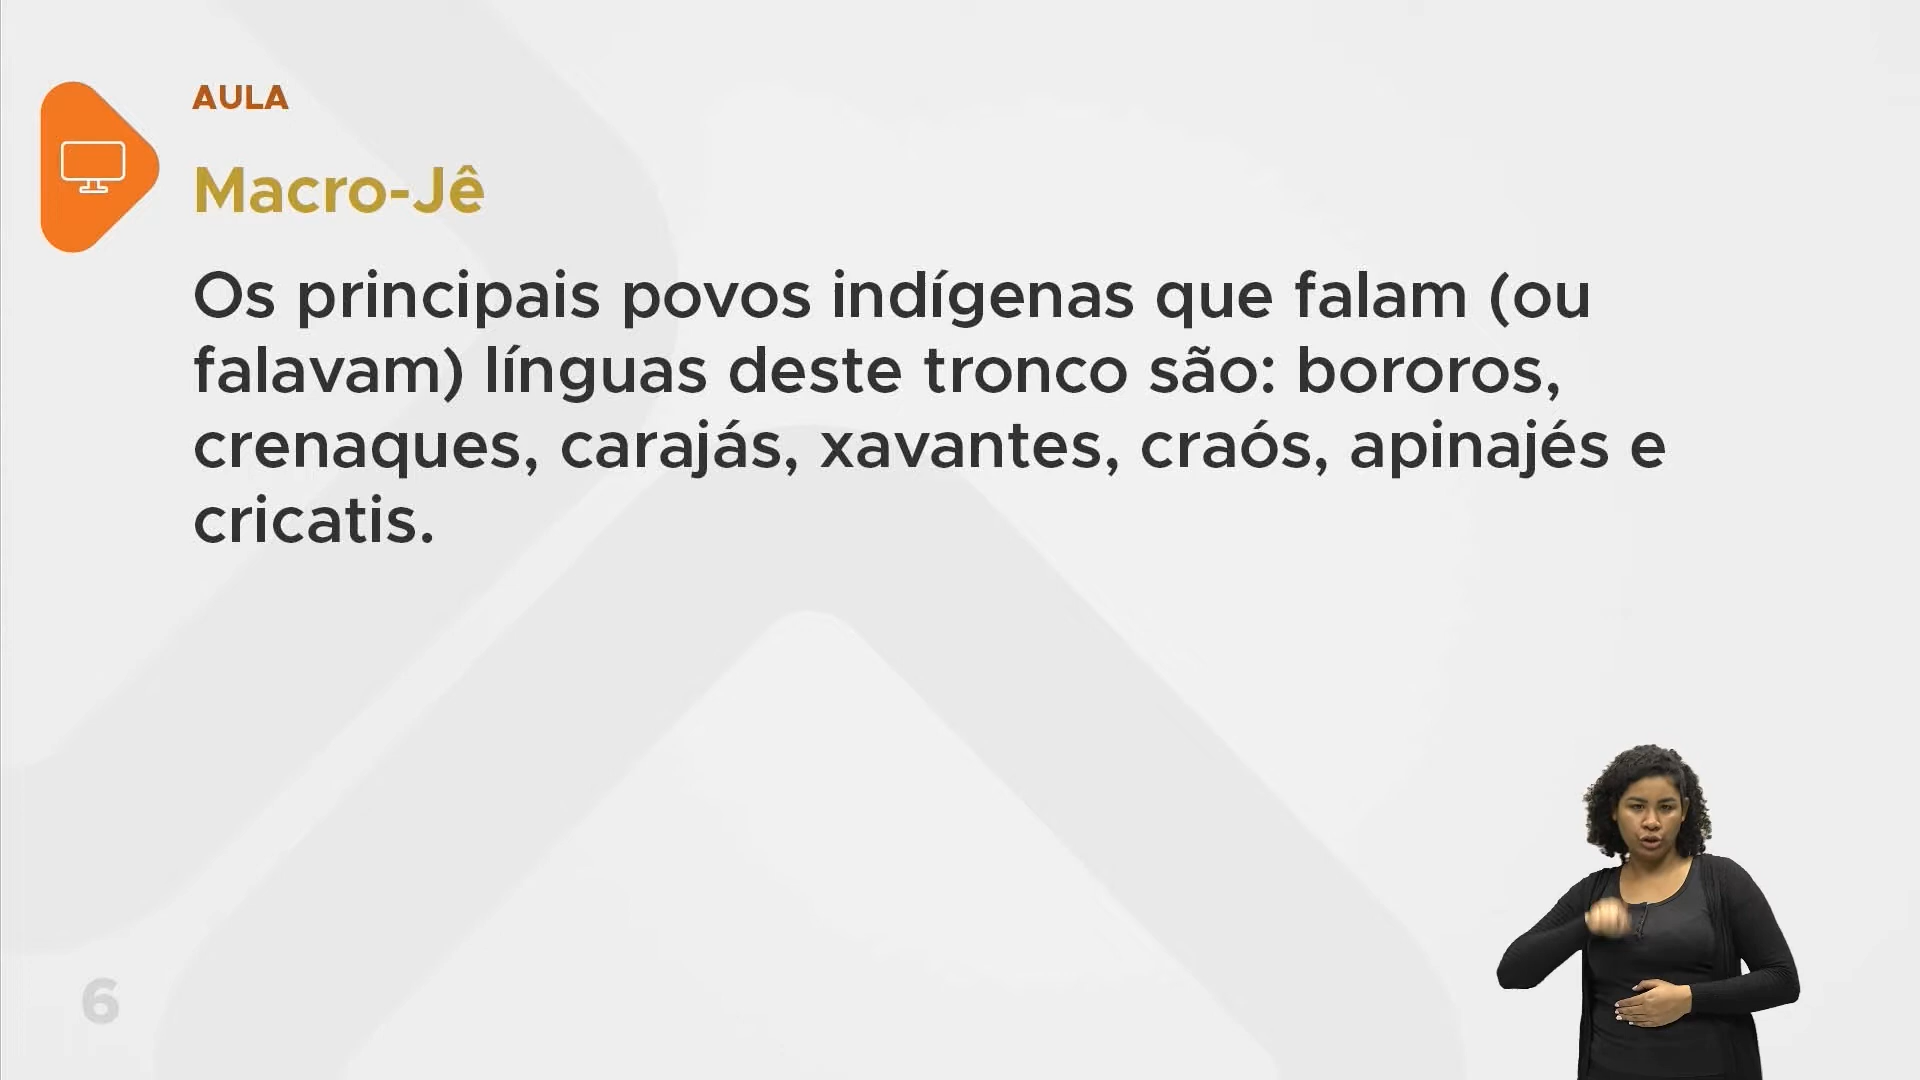 AULA
Macro-Jê
Os principais povos indígenas que falam (ou
falavam) línguas deste tronco são: bororos,
crenaques, carajás, xavantes, craós, apinajés e
cricatis.
6